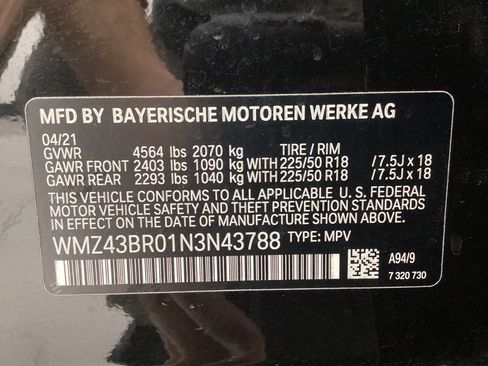 MFD BY BAYERISCHE MOTOREN WERKE AG
04/21
GVWR 4564 lbs 2070 kg TIRE / RIM
GAWR FRONT 2403 lbs 1090 kg WITH 225/50 R18 /7.5J x 18
GAWR REAR 2293 lbs 1040 kg WITH 225/50 R18 /7.5J x 18
THIS VEHICLE CONFORMS TO ALL APPLICABLE U. S. FEDERAL
MOTOR VEHICLE SAFETY AND THEFT PREVENTION STANDARDS
IN EFFECT ON THE DATE OF MANUFACTURE SHOWN ABOVE.
WMZ43BR01N3N43788 TYPE: MPV
A94/9
7 320 730